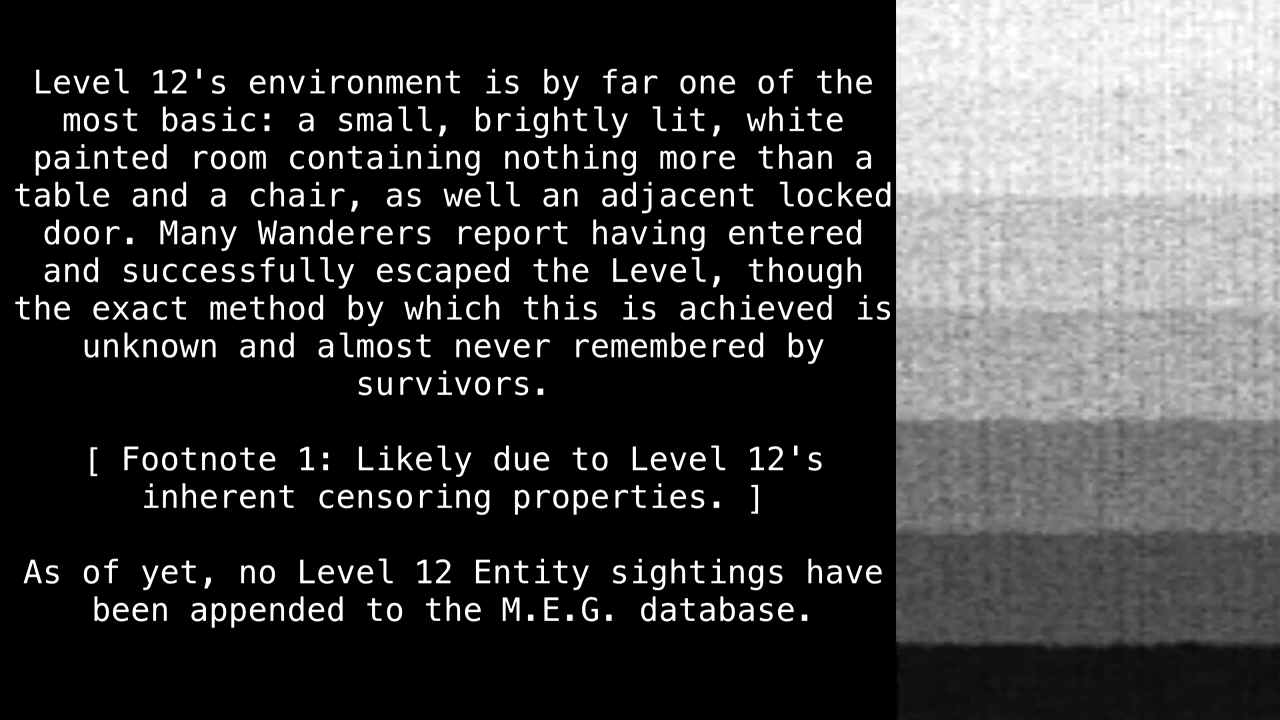 Level 12's environment is by far one of the
most basic: a small, brightly lit, white
painted room containing nothing more than a
table and a chair, as well an adjacent locked
door. Many Wanderers report having entered
and successfully escaped the Level, though
the exact method by which this is achieved is
unknown and almost never remembered by
survivors.
[ Footnote 1: Likely due to Level 12's
inherent censoring properties. ]
As of yet, no Level 12 Entity sightings have
been appended to the M.E.G. database.